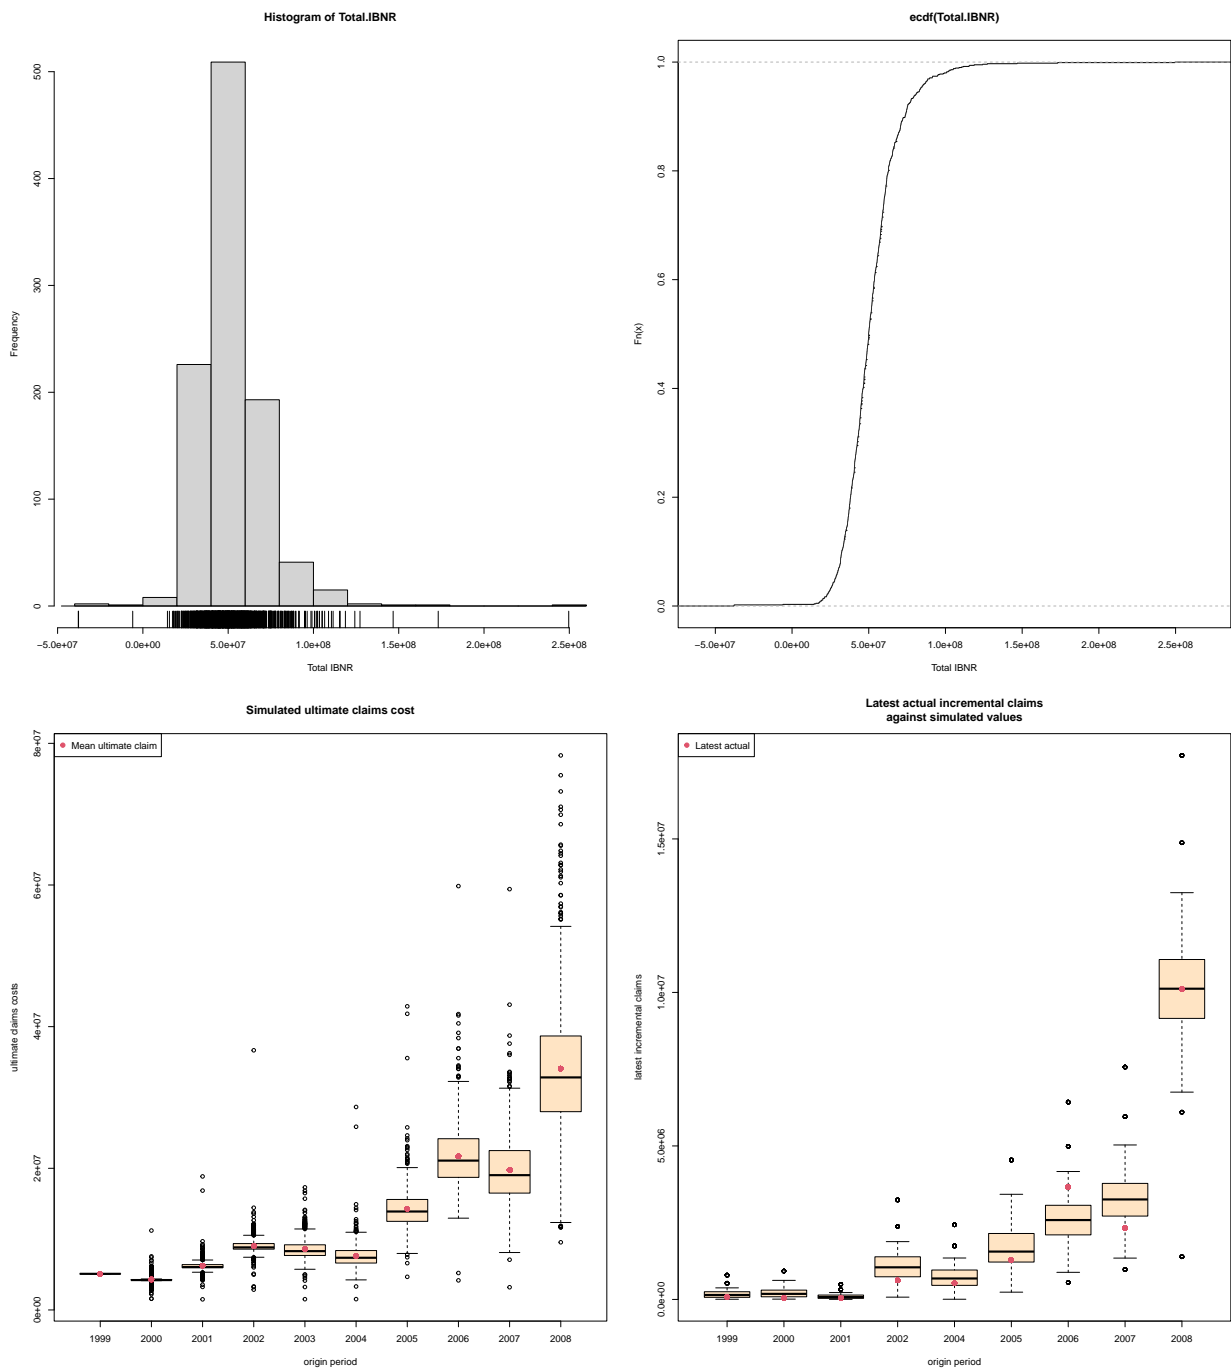 Histogram of Total.IBNR
Frequency
500
400
300
200
100
0
−5.0e+07 0.0e+00 5.0e+07 1.0e+08 1.5e+08 2.0e+08 2.5e+08
Total IBNR
ecdf(Total.IBNR)
Fn(x)
1.0
0.8
0.6
0.4
0.2
0.0
−5.0e+07 0.0e+00 5.0e+07 1.0e+08 1.5e+08 2.0e+08 2.5e+08
Total IBNR
Simulated ultimate claims cost
Mean ultimate claim
ultimate claims costs
8e+07
6e+07
4e+07
2e+07
0e+00
1999 2000 2001 2002 2003 2004 2005 2006 2007 2008
origin period
Latest actual incremental claims
against simulated values
Latest actual
latest incremental claims
1.5e+07
1.0e+07
5.0e+06
0.0e+00
1999 2000 2001 2002 2004 2005 2006 2007 2008
origin period